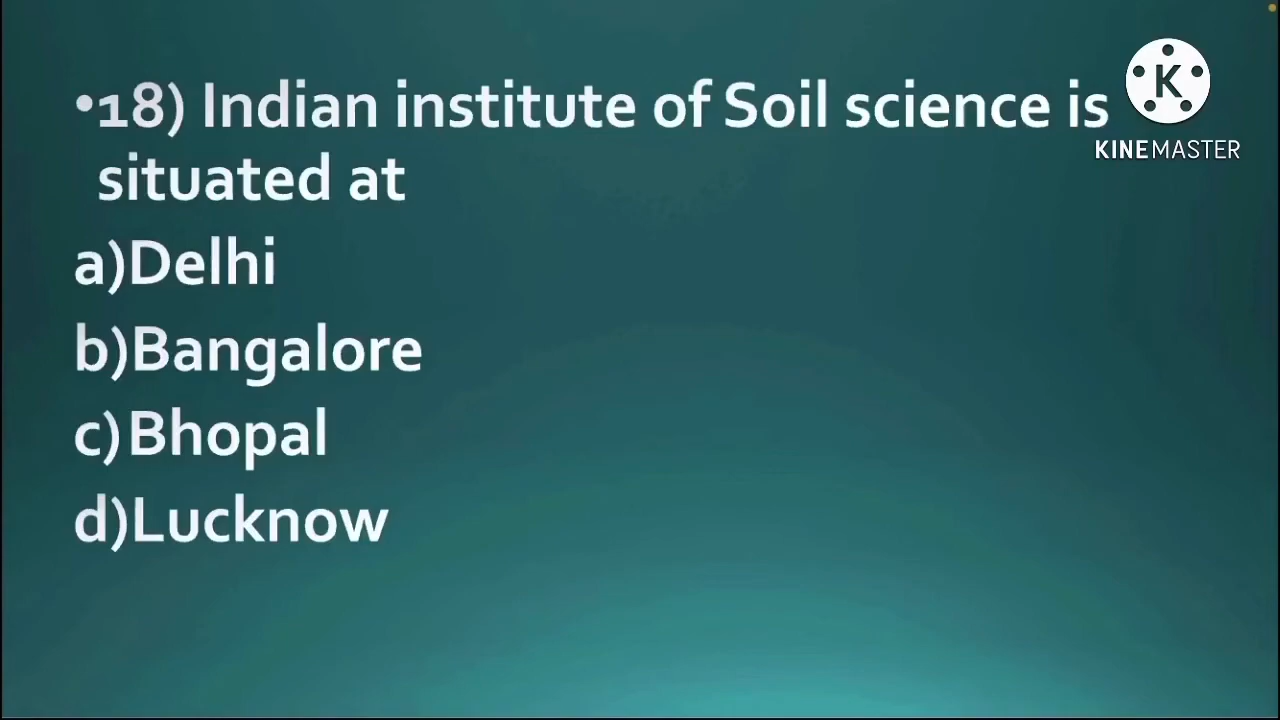 •18) Indian institute of Soil science is
situated at
a)Delhi
b)Bangalore
c)Bhopal
d)Lucknow
K
KINEMASTER